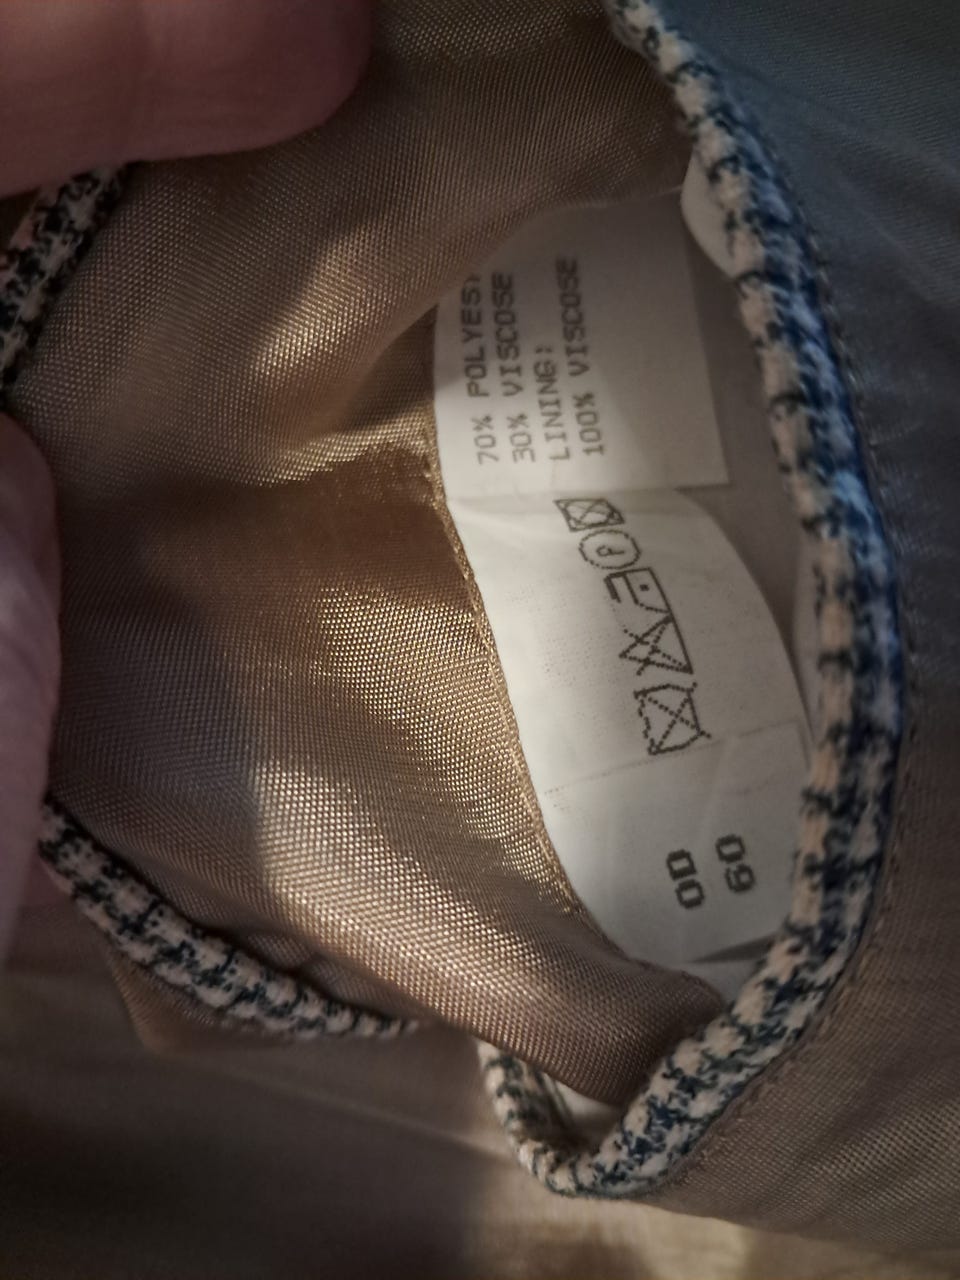 70% POLYEST
30% VISCOSE
LINING:
100% VISCOSE
P
OD
60